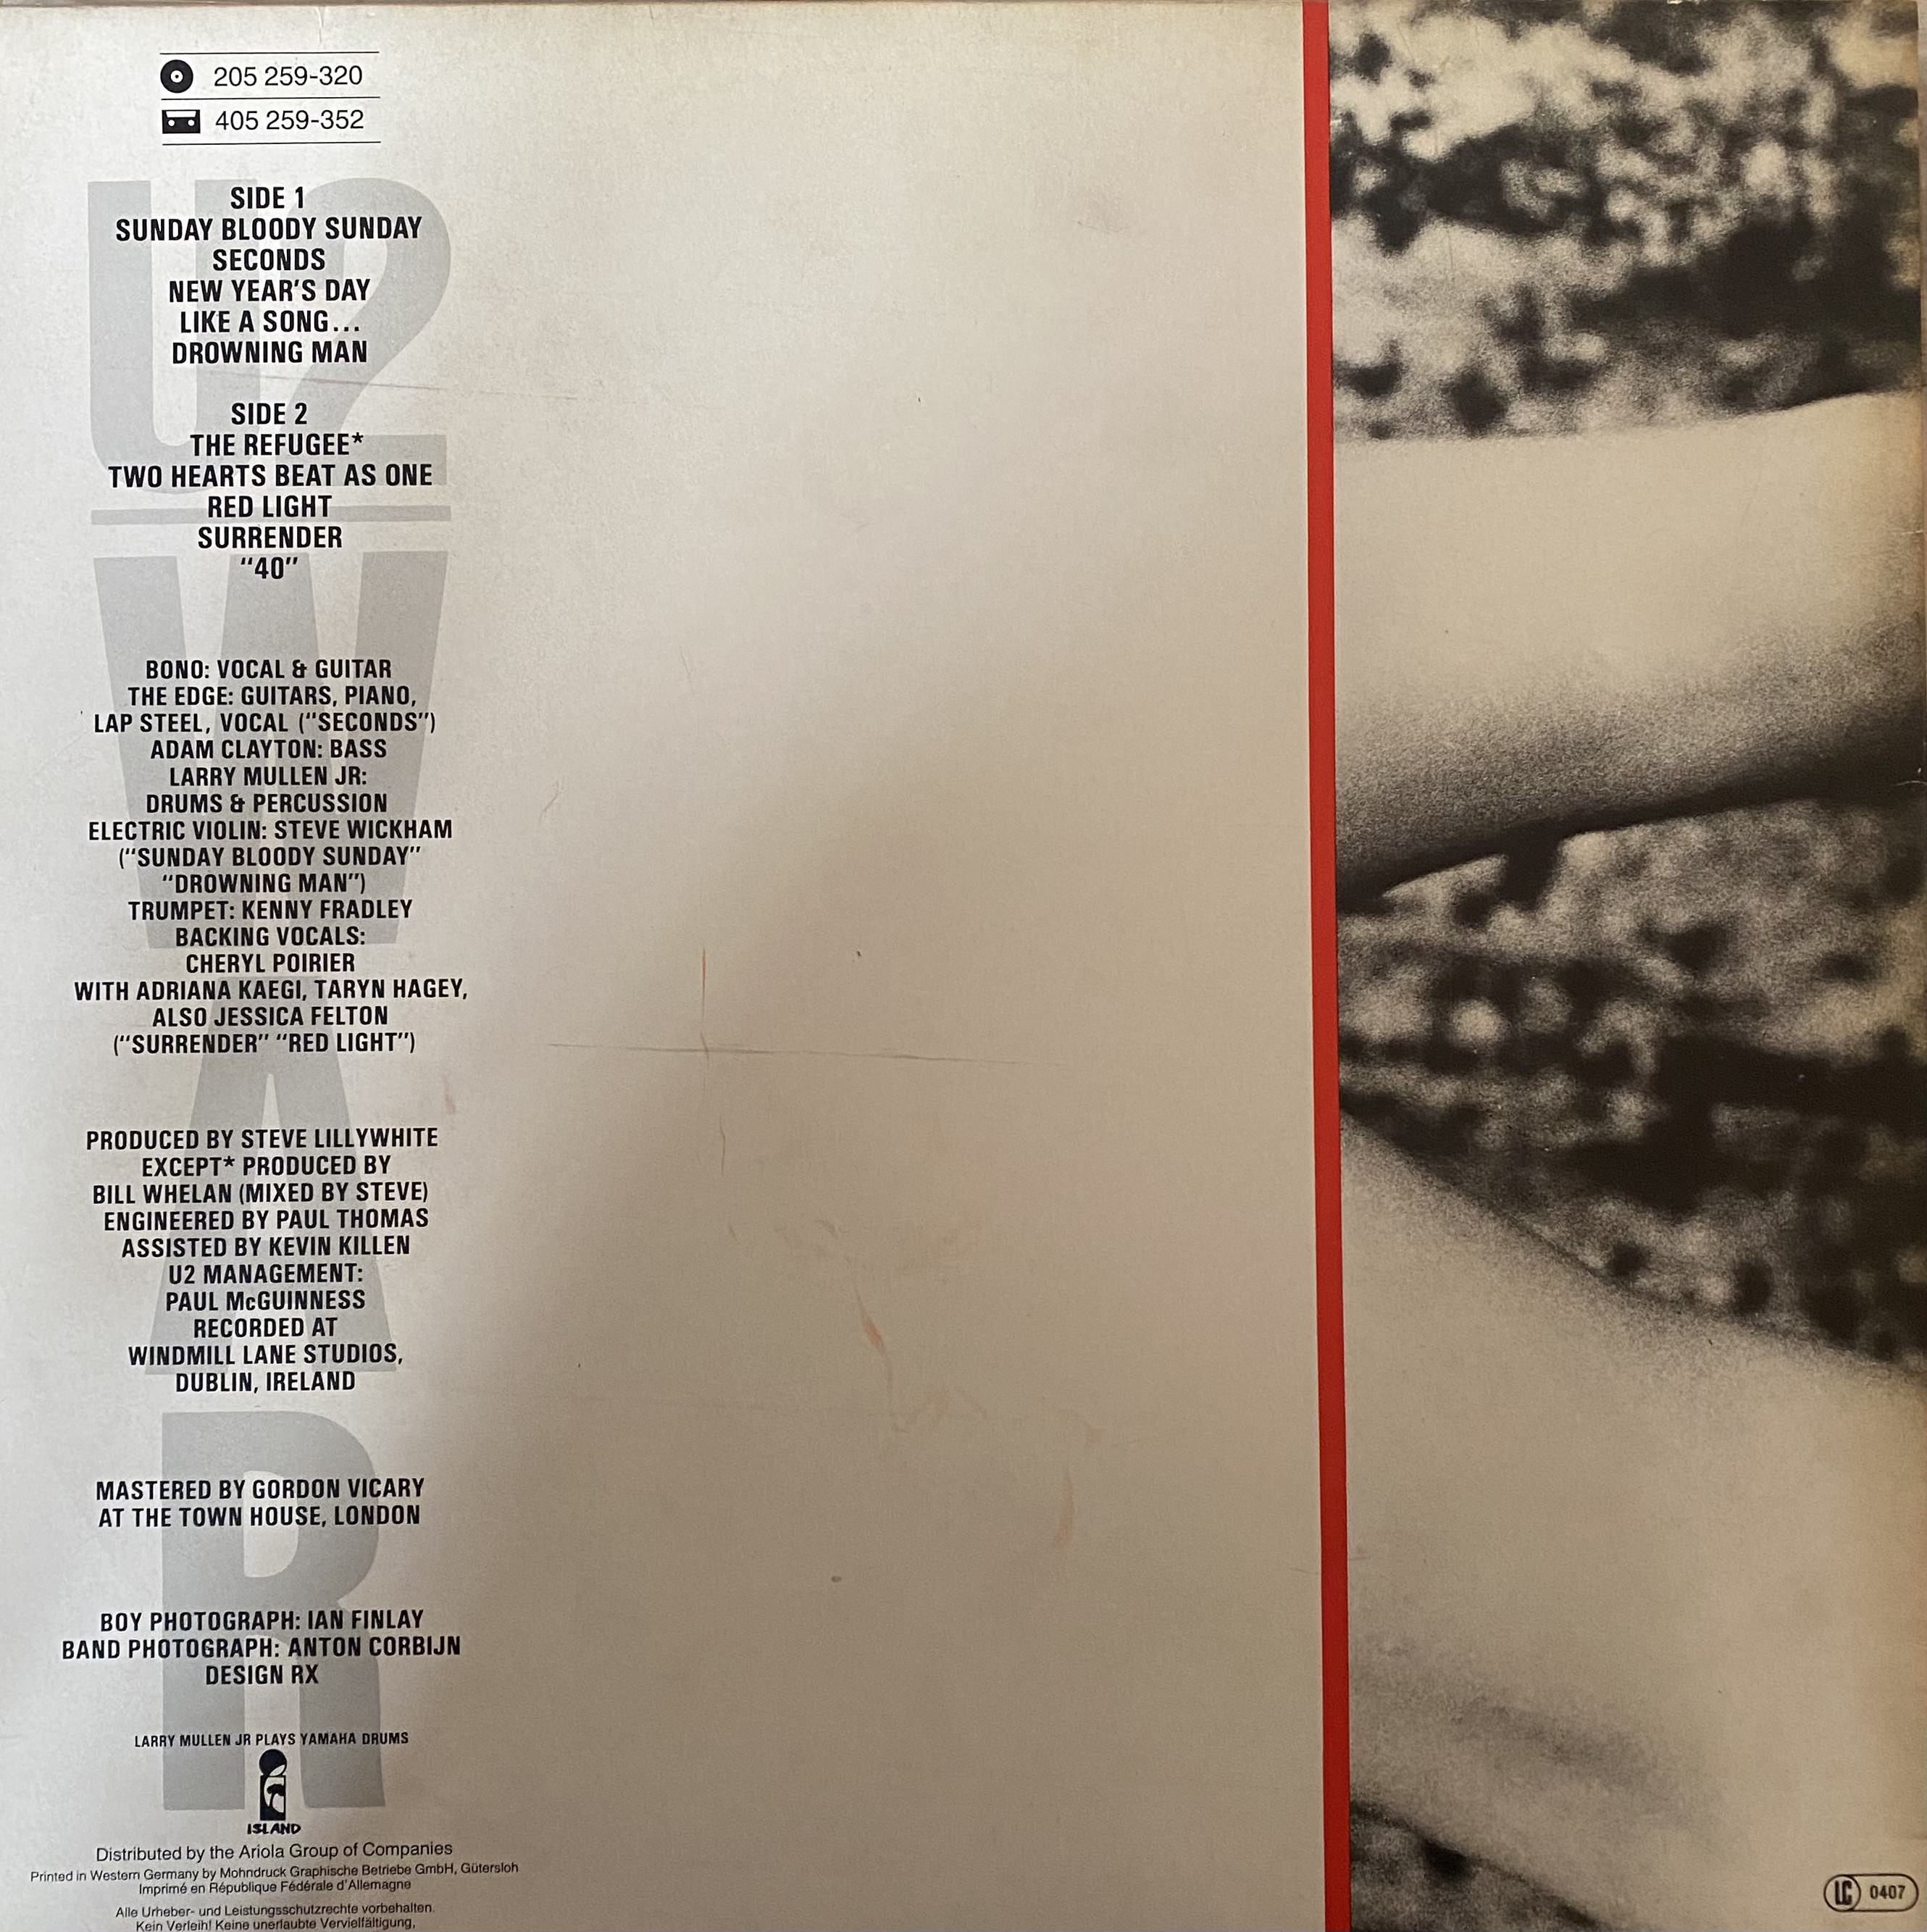 205 259-320
405 259-352
U2
WAR
SIDE 1
SUNDAY BLOODY SUNDAY
SECONDS
NEW YEAR'S DAY
LIKE A SONG...
DROWNING MAN
SIDE 2
THE REFUGEE*
TWO HEARTS BEAT AS ONE
RED LIGHT
SURRENDER
“40”
BONO: VOCAL & GUITAR
THE EDGE: GUITARS, PIANO,
LAP STEEL, VOCAL (“SECONDS”)
ADAM CLAYTON: BASS
LARRY MULLEN JR:
DRUMS & PERCUSSION
ELECTRIC VIOLIN: STEVE WICKHAM
(“SUNDAY BLOODY SUNDAY”
“DROWNING MAN”)
TRUMPET: KENNY FRADLEY
BACKING VOCALS:
CHERYL POIRIER
WITH ADRIANA KAEGI, TARYN HAGEY,
ALSO JESSICA FELTON
(“SURRENDER” “RED LIGHT”)
PRODUCED BY STEVE LILLYWHITE
EXCEPT* PRODUCED BY
BILL WHELAN (MIXED BY STEVE)
ENGINEERED BY PAUL THOMAS
ASSISTED BY KEVIN KILLEN
U2 MANAGEMENT:
PAUL McGUINNESS
RECORDED AT
WINDMILL LANE STUDIOS,
DUBLIN, IRELAND
MASTERED BY GORDON VICARY
AT THE TOWN HOUSE, LONDON
BOY PHOTOGRAPH: IAN FINLAY
BAND PHOTOGRAPH: ANTON CORBIJN
DESIGN RX
LARRY MULLEN JR PLAYS YAMAHA DRUMS
ISLAND
Distributed by the Ariola Group of Companies
Printed in Western Germany by Mohndruck Graphische Betriebe GmbH, Gütersloh
Imprimé en République Fédérale d'Allemagne
Alle Urheber- und Leistungsschutzrechte vorbehalten.
Kein Verleih! Keine unerlaubte Vervielfältigung,
LC 0407